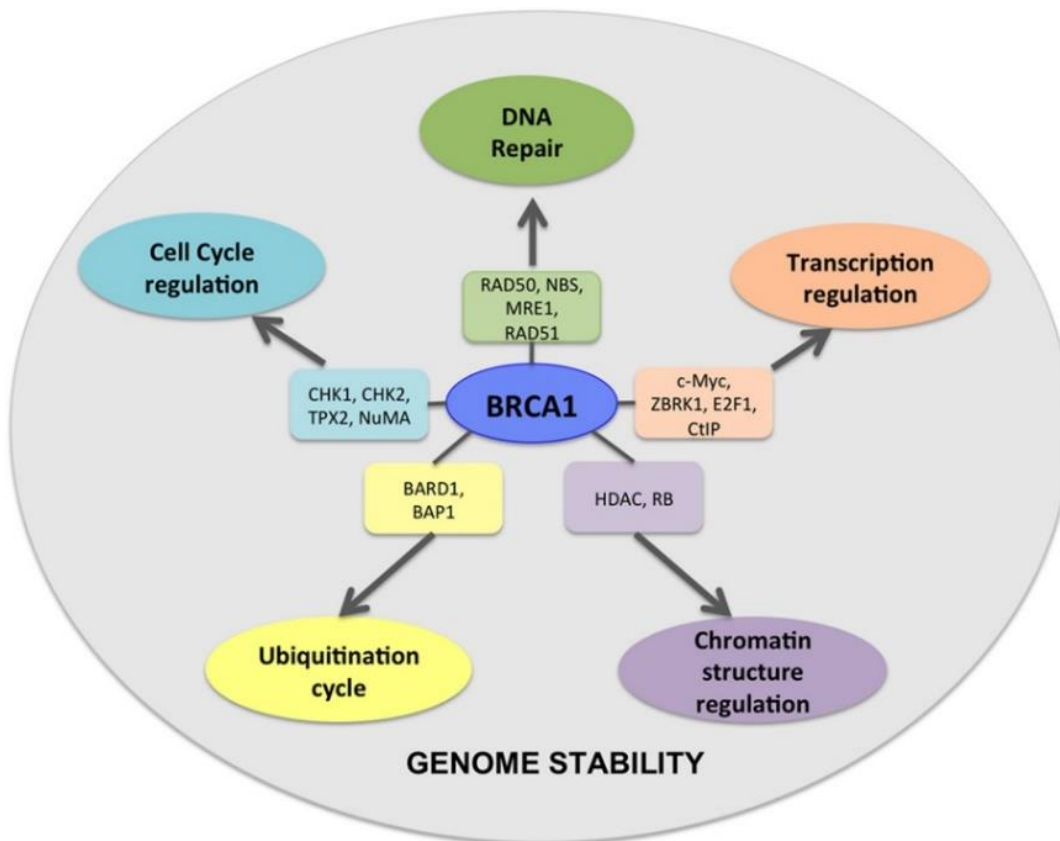 DNA
Repair
Cell Cycle
regulation
Transcription
regulation
RAD50, NBS,
MRE1,
RAD51
CHK1, CHK2,
TPX2, NuMA
BRCA1
c-Myc,
ZBRK1, E2F1,
CtIP
BARD1,
BAP1
HDAC, RB
Ubiquitination
cycle
Chromatin
structure
regulation
GENOME STABILITY